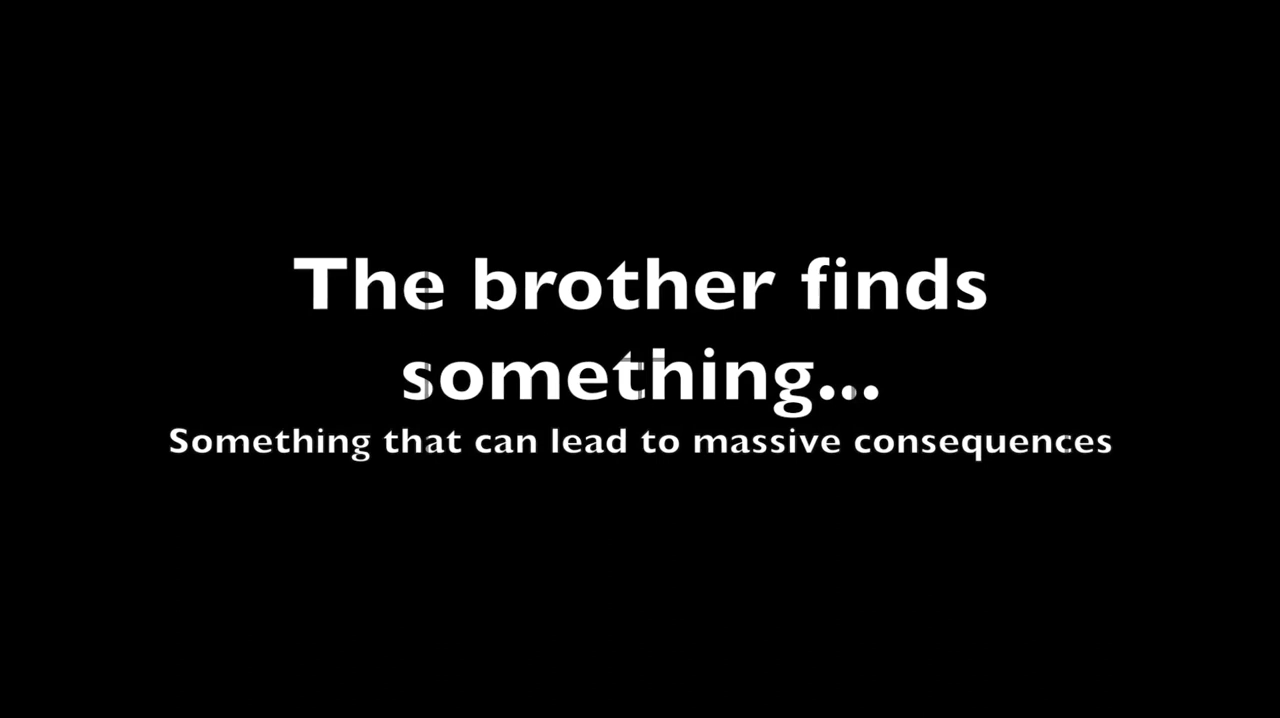 The brother finds
something...
Something that can lead to massive consequences